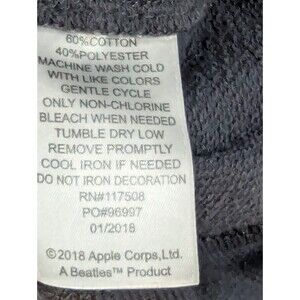 60%COTTON
40%POLYESTER
MACHINE WASH COLD
WITH LIKE COLORS
GENTLE CYCLE
ONLY NON-CHLORINE
BLEACH WHEN NEEDED
TUMBLE DRY LOW
REMOVE PROMPTLY
COOL IRON IF NEEDED
DO NOT IRON DECORATION
RN#117508
PO#96997
01/2018
©2018 Apple Corps,Ltd.
A Beatles™ Product